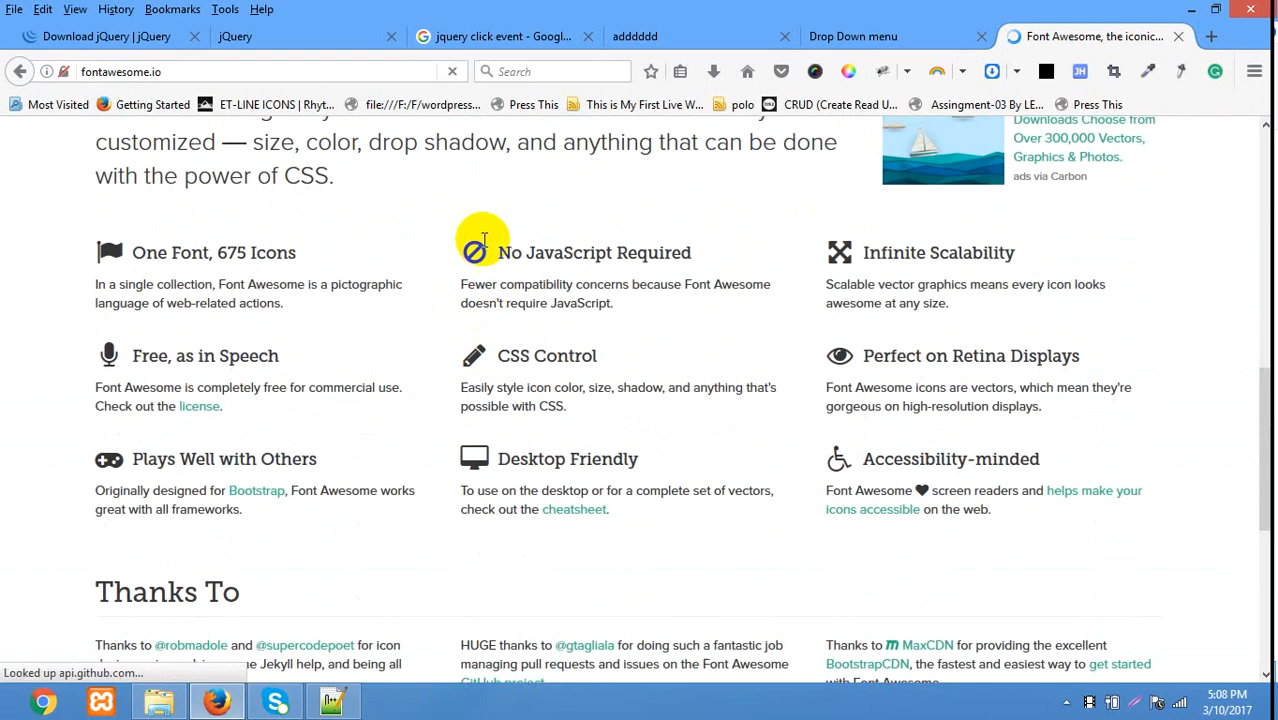 File Edit View History Bookmarks Tools Help
Download jQuery | jQuery
jQuery
jquery click event - Googl...
adddddd
Drop Down menu
Font Awesome, the iconic...
fontawesome.io
Search
Most Visited
Getting Started
ET-LINE ICONS | Rhyt...
file:///F:/F/wordpress...
Press This
This is My First Live W...
polo
CRUD (Create Read U...
Assingment-03 By LE...
Press This
customized — size, color, drop shadow, and anything that can be done
with the power of CSS.
Downloads Choose from
Over 300,000 Vectors,
Graphics & Photos.
ads via Carbon
One Font, 675 Icons
In a single collection, Font Awesome is a pictographic
language of web-related actions.
No JavaScript Required
Fewer compatibility concerns because Font Awesome
doesn't require JavaScript.
Infinite Scalability
Scalable vector graphics means every icon looks
awesome at any size.
Free, as in Speech
Font Awesome is completely free for commercial use.
Check out the license.
CSS Control
Easily style icon color, size, shadow, and anything that's
possible with CSS.
Perfect on Retina Displays
Font Awesome icons are vectors, which mean they're
gorgeous on high-resolution displays.
Plays Well with Others
Originally designed for Bootstrap, Font Awesome works
great with all frameworks.
Desktop Friendly
To use on the desktop or for a complete set of vectors,
check out the cheatsheet.
Accessibility-minded
Font Awesome screen readers and helps make your
icons accessible on the web.
Thanks To
Thanks to @robmadole and @supercodepoet for icon
Jekyll help, and being all
HUGE thanks to @gtagliala for doing such a fantastic job
managing pull requests and issues on the Font Awesome
GitHub project
Thanks to MaxCDN for providing the excellent
BootstrapCDN, the fastest and easiest way to get started
with Font Awesome
Looked up api.github.com...
5:08 PM
3/10/2017